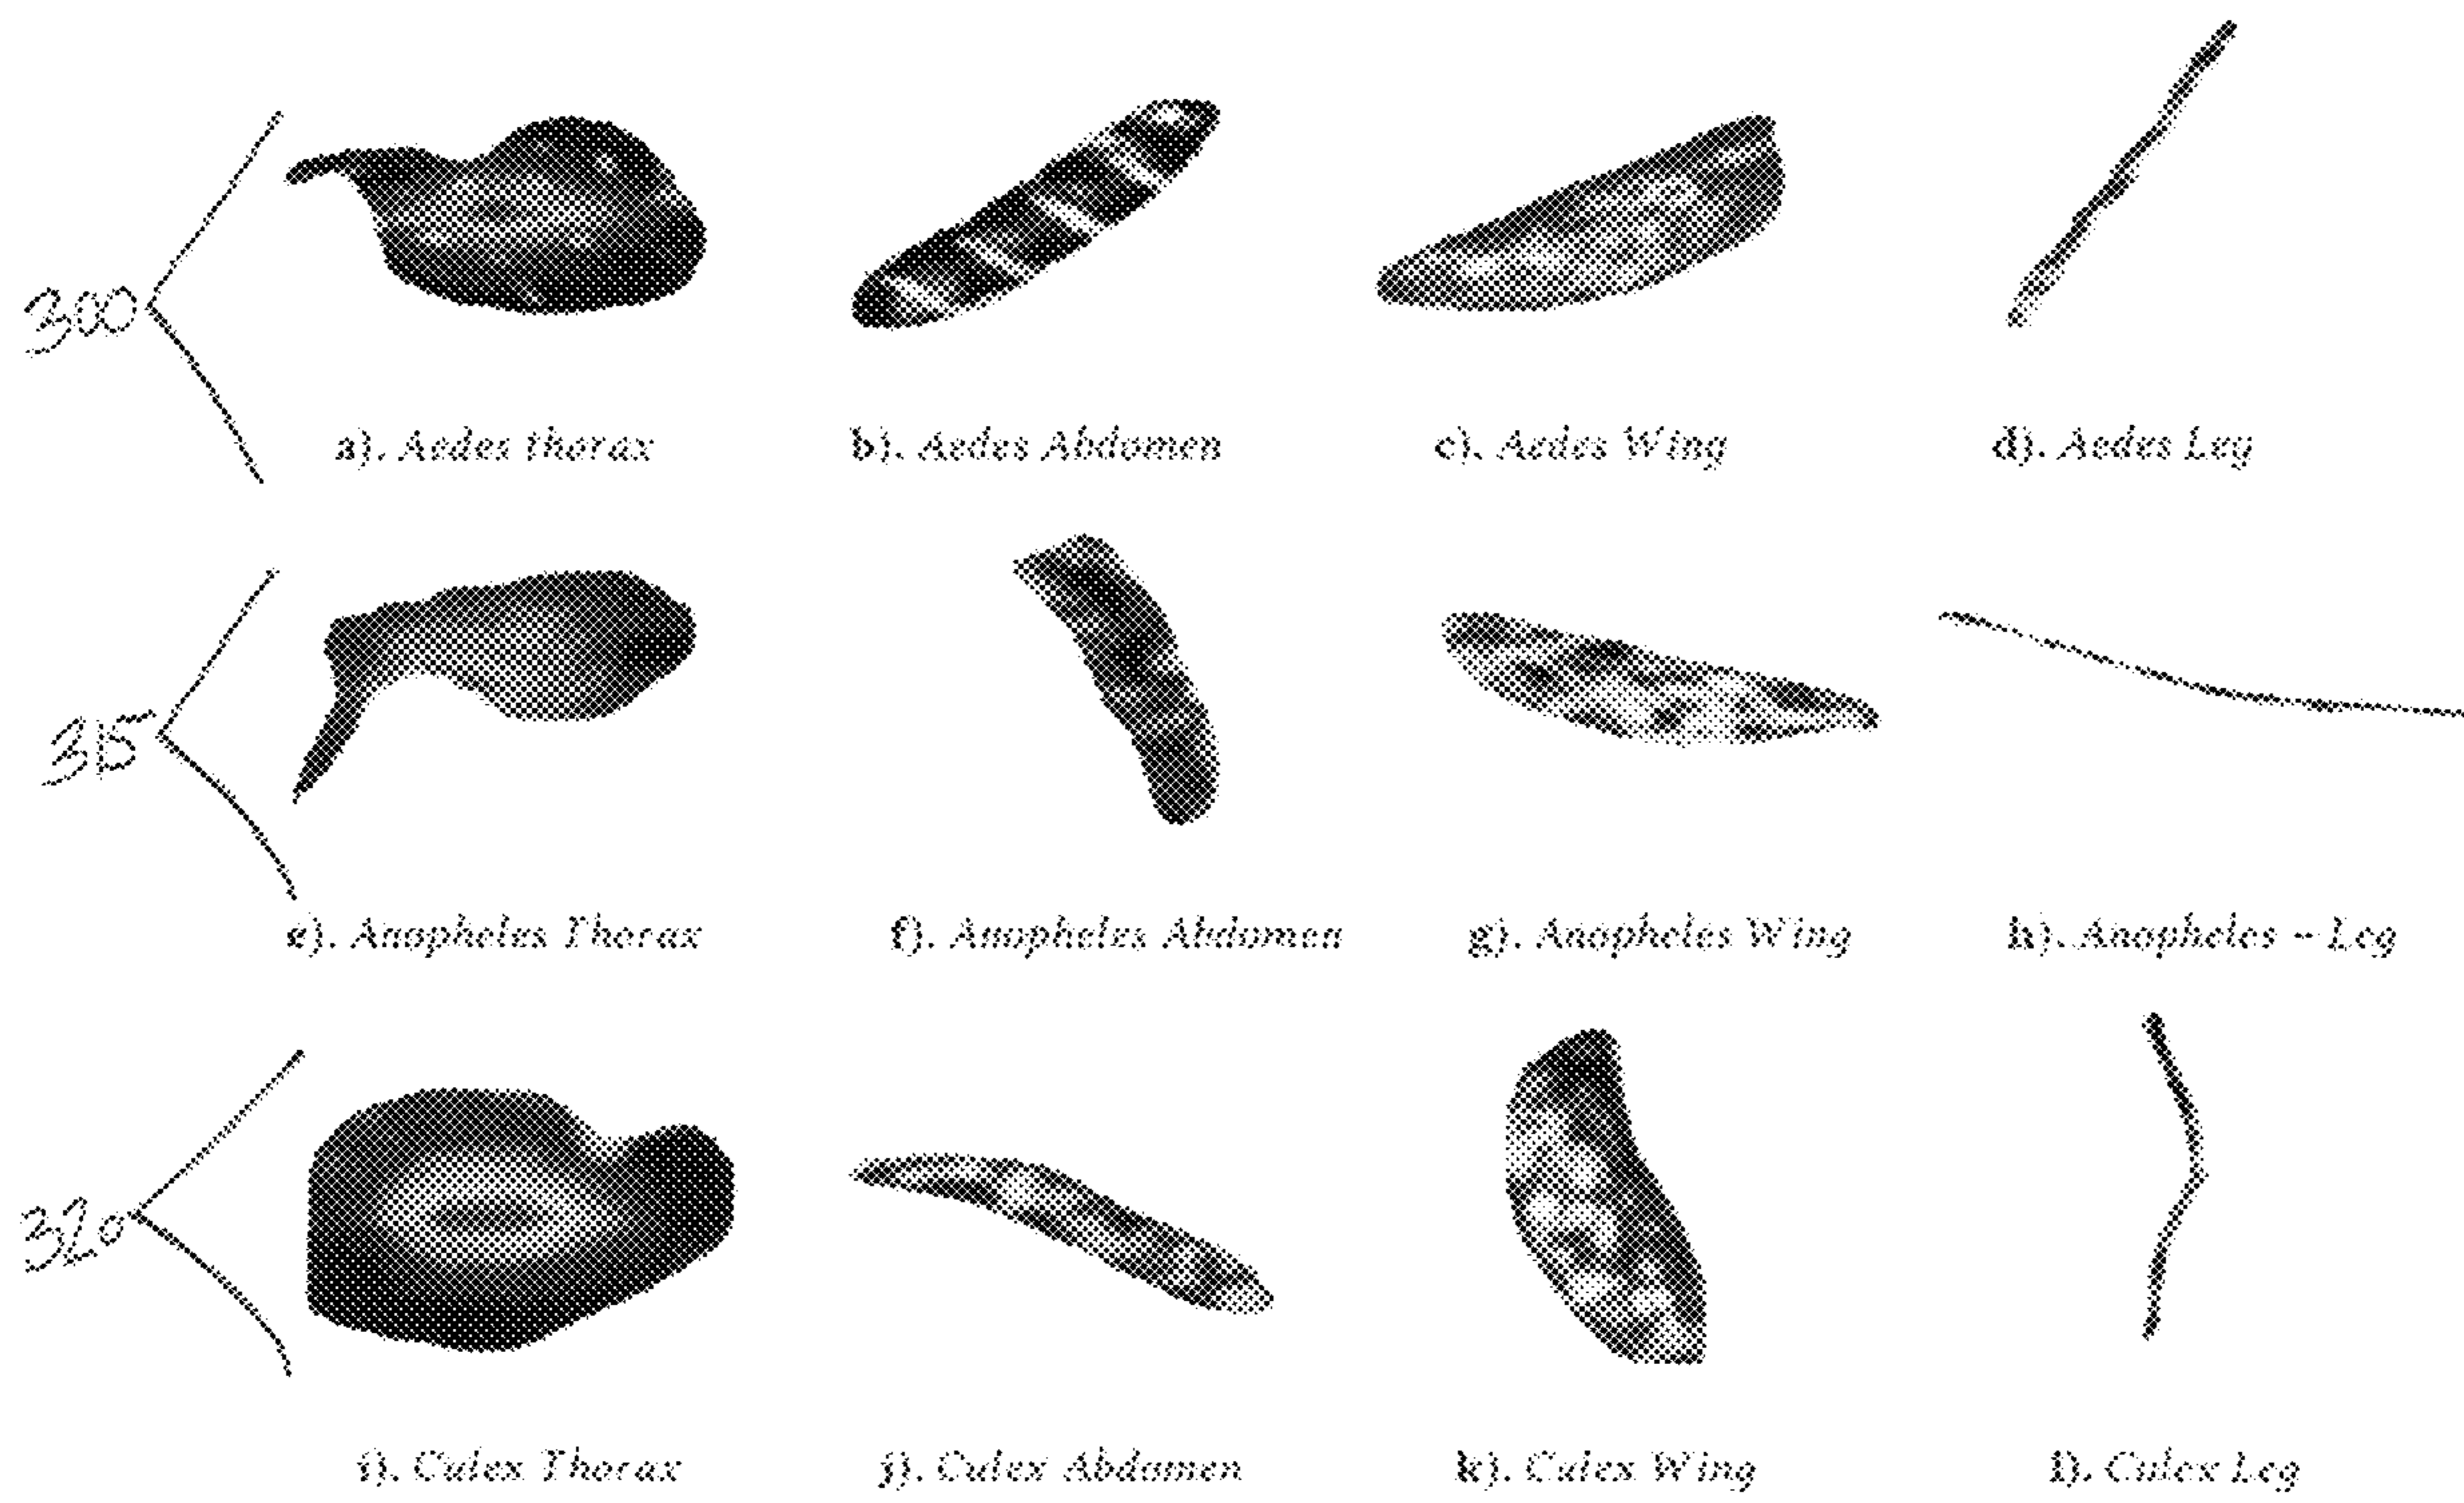 300
a). Aedes thorax b). Aedes Abdomen c). Aedes Wing d). Aedes Leg
315
e). Anopheles Thorax f). Anopheles Abdomen g). Anopheles Wing h). Anopheles - Leg
320
i). Culex Thorax j). Culex Abdomen k). Culex Wing l). Culex Leg